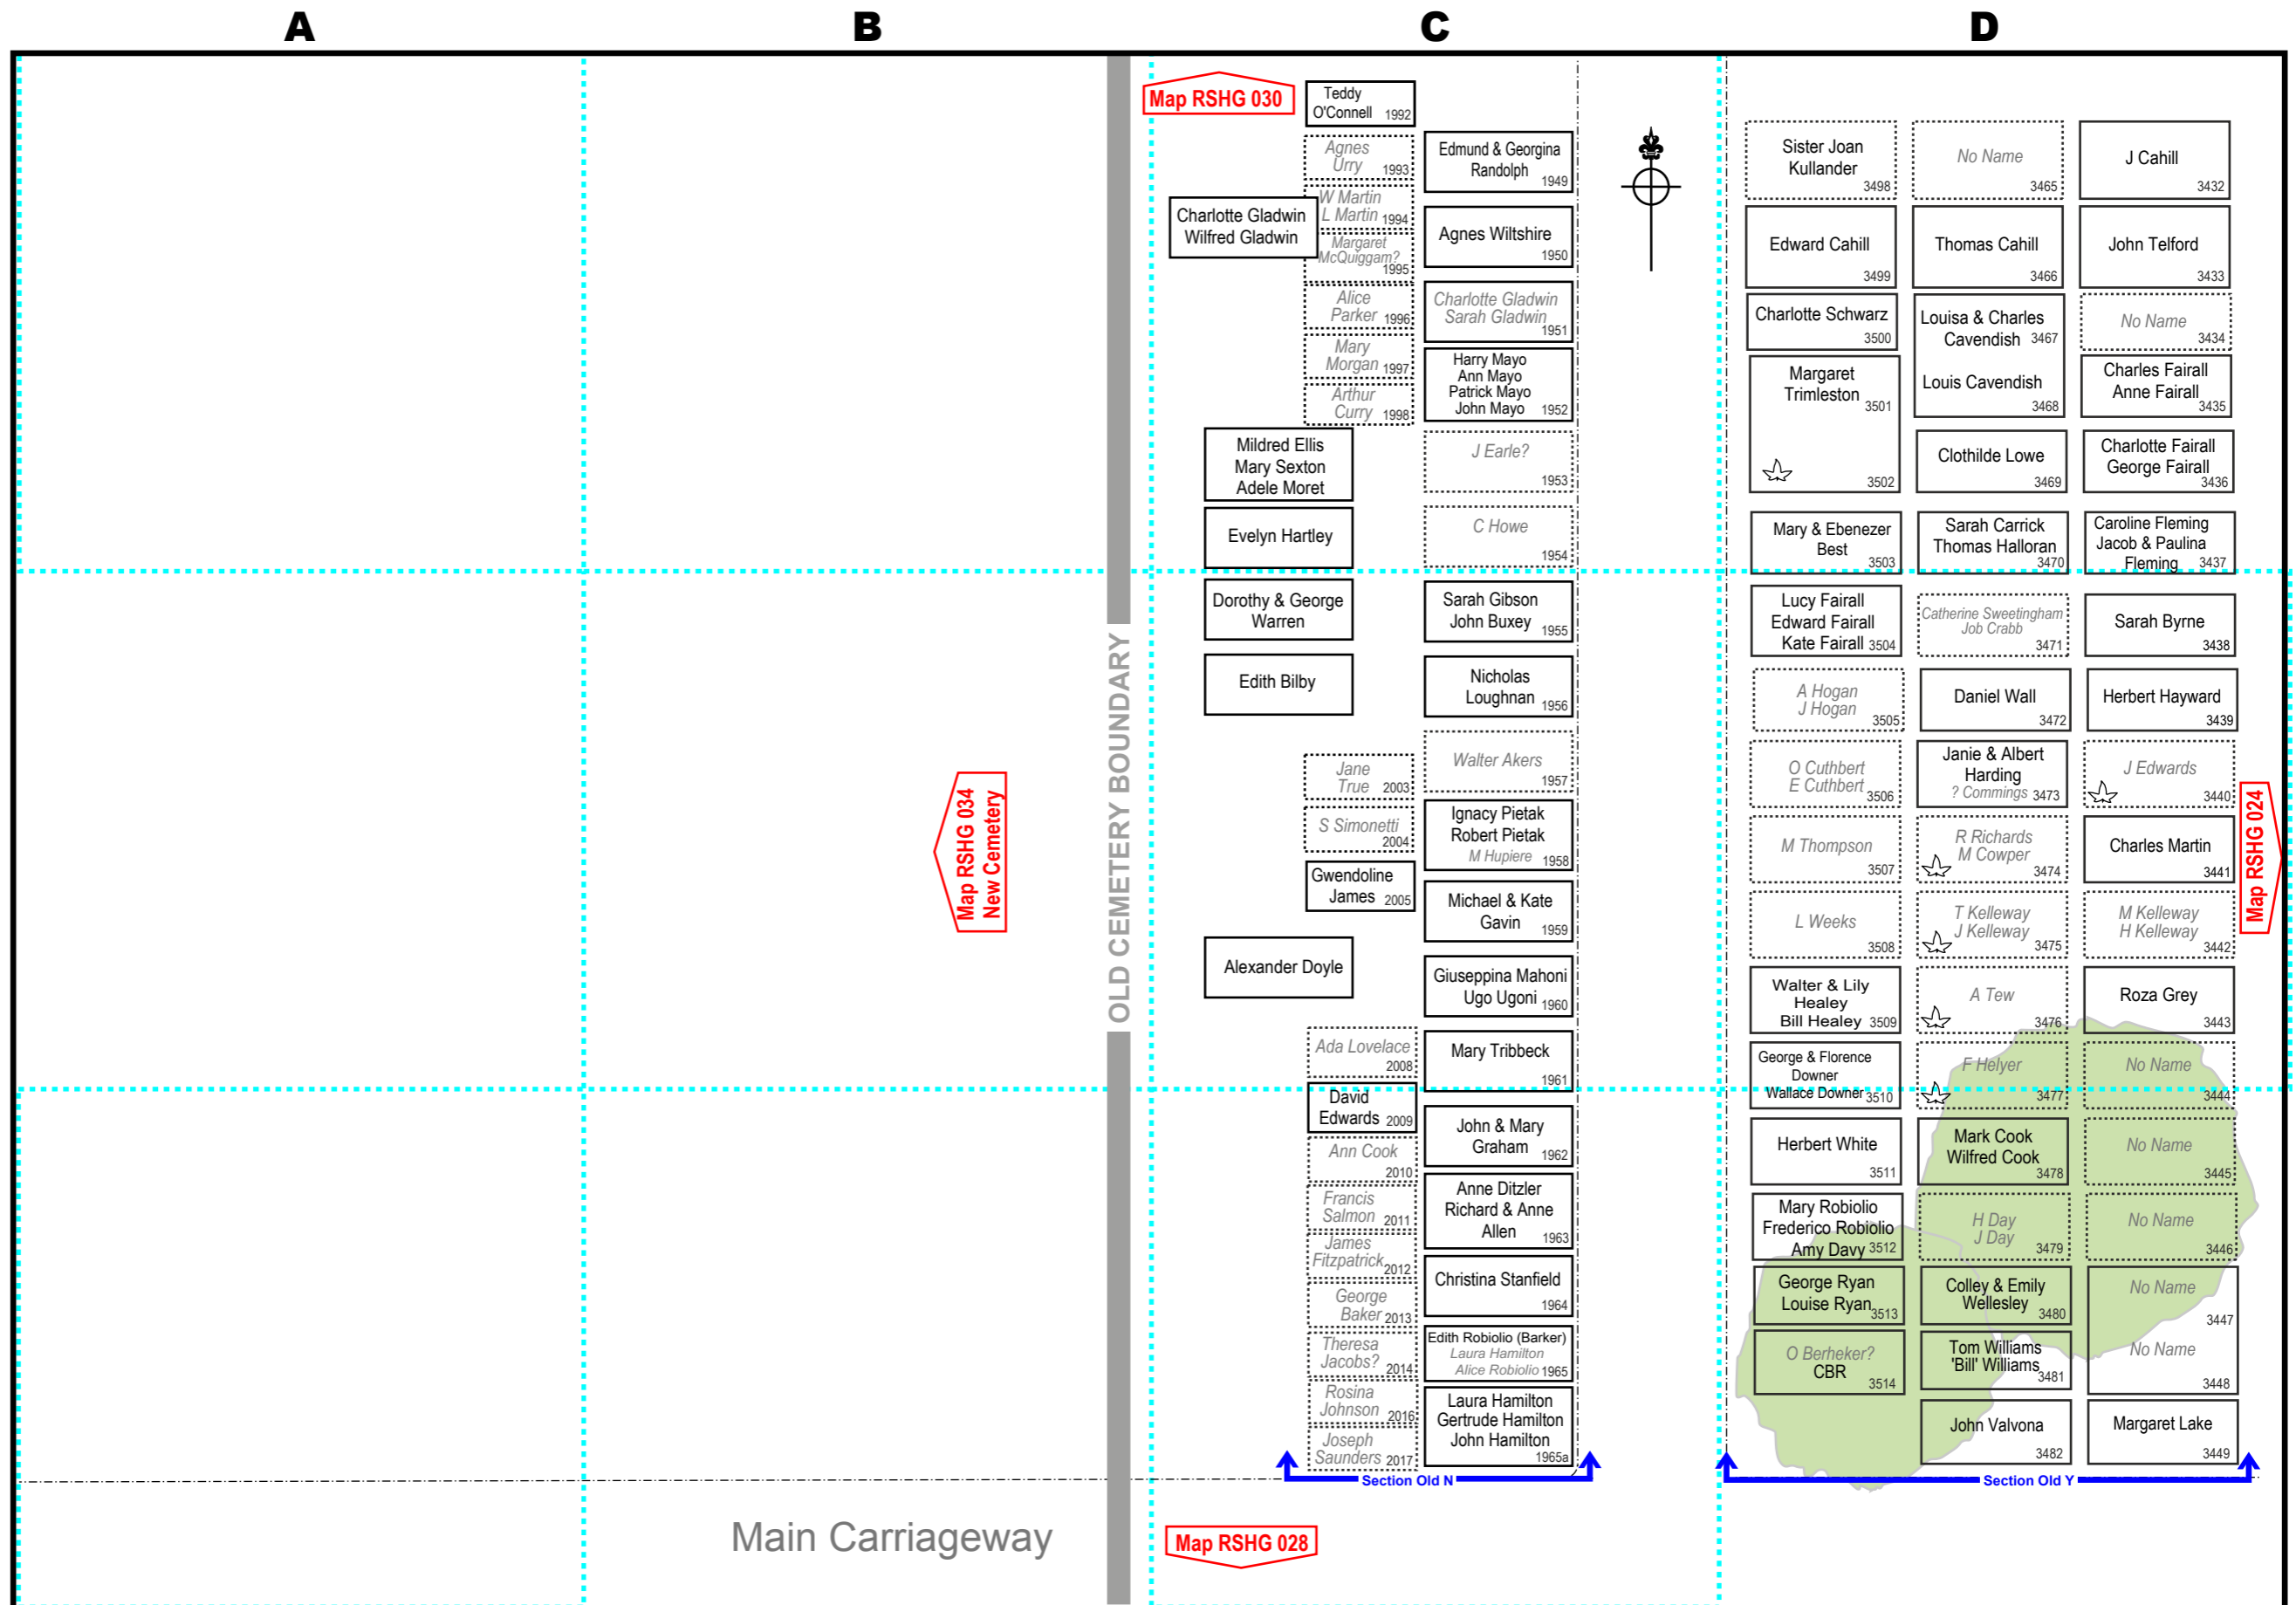 A
B
C
D
Map RSHG 030
Teddy
O'Connell 1992
Agnes
Urry 1993
W Martin
L Martin 1994
Charlotte Gladwin
Wilfred Gladwin
Margaret
McQuiggam?
1995
Alice
Parker 1996
Mary
Morgan 1997
Arthur
Curry 1998
Mildred Ellis
Mary Sexton
Adele Moret
Evelyn Hartley
Dorothy & George
Warren
Edith Bilby
Jane
True 2003
S Simonetti
2004
Gwendoline
James 2005
Alexander Doyle
Ada Lovelace
2008
David
Edwards 2009
Ann Cook
2010
Francis
Salmon 2011
James
Fitzpatrick 2012
George
Baker 2013
Theresa
Jacobs? 2014
Rosina
Johnson 2016
Joseph
Saunders 2017
Edmund & Georgina
Randolph
1949
Agnes Wiltshire
1950
Charlotte Gladwin
Sarah Gladwin
1951
Harry Mayo
Ann Mayo
Patrick Mayo
John Mayo 1952
J Earle?
1953
C Howe
1954
Sarah Gibson
John Buxey 1955
Nicholas
Loughnan 1956
Walter Akers
1957
Ignacy Pietak
Robert Pietak
M Hupiere 1958
Michael & Kate
Gavin 1959
Giuseppina Mahoni
Ugo Ugoni 1960
Mary Tribbeck
1961
John & Mary
Graham 1962
Anne Ditzler
Richard & Anne
Allen 1963
Christina Stanfield
1964
Edith Robiolio (Barker)
Laura Hamilton
Alice Robiolio 1965
Laura Hamilton
Gertrude Hamilton
John Hamilton
1965a
Section Old N
Sister Joan
Kullander
3498
Edward Cahill
3499
Charlotte Schwarz
3500
Margaret
Trimleston
3501
3502
Mary & Ebenezer
Best
3503
Lucy Fairall
Edward Fairall
Kate Fairall 3504
A Hogan
J Hogan
3505
O Cuthbert
E Cuthbert
3506
M Thompson
3507
L Weeks
3508
Walter & Lily
Healey
Bill Healey 3509
George & Florence
Downer
Wallace Downer 3510
Herbert White
3511
Mary Robiolio
Frederico Robiolio
Amy Davy 3512
George Ryan
Louise Ryan 3513
O Berheker?
CBR
3514
No Name
3465
Thomas Cahill
3466
Louisa & Charles
Cavendish 3467
Louis Cavendish
3468
Clothilde Lowe
3469
Sarah Carrick
Thomas Halloran
3470
Catherine Sweetingham
Job Crabb
3471
Daniel Wall
3472
Janie & Albert
Harding
? Commings 3473
R Richards
M Cowper
3474
T Kelleway
J Kelleway
3475
A Tew
3476
F Helyer
3477
Mark Cook
Wilfred Cook
3478
H Day
J Day
3479
Colley & Emily
Wellesley
3480
Tom Williams
'Bill' Williams
3481
John Valvona
3482
J Cahill
3432
John Telford
3433
No Name
3434
Charles Fairall
Anne Fairall
3435
Charlotte Fairall
George Fairall
3436
Caroline Fleming
Jacob & Paulina
Fleming 3437
Sarah Byrne
3438
Herbert Hayward
3439
J Edwards
3440
Charles Martin
3441
M Kelleway
H Kelleway
3442
Roza Grey
3443
No Name
3444
No Name
3445
No Name
3446
No Name
3447
No Name
3448
Margaret Lake
3449
Section Old Y
Map RSHG 024
Map RSHG 034
New Cemetery
OLD CEMETERY BOUNDARY
Main Carriageway
Map RSHG 028